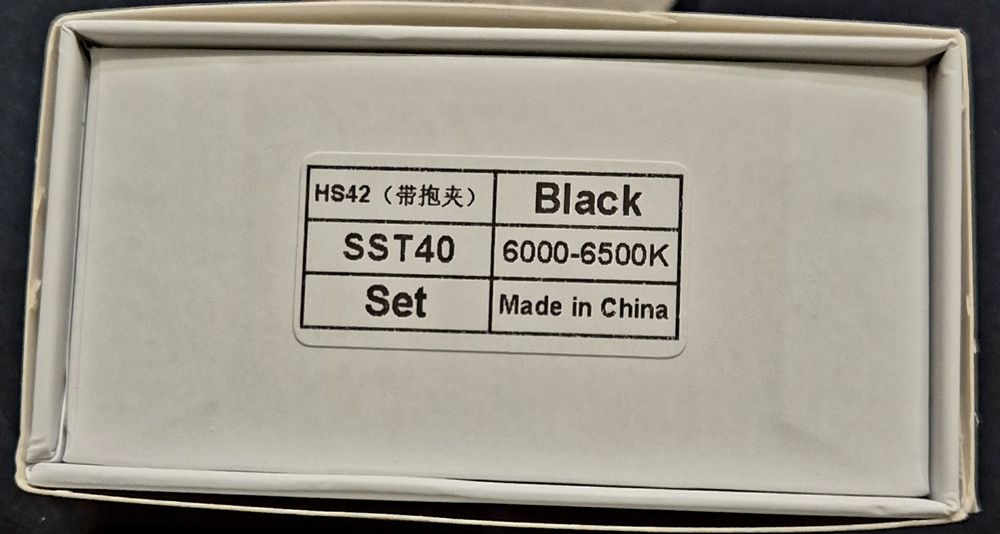 HS42（带抱夹） Black
SST40 6000-6500K
Set Made in China